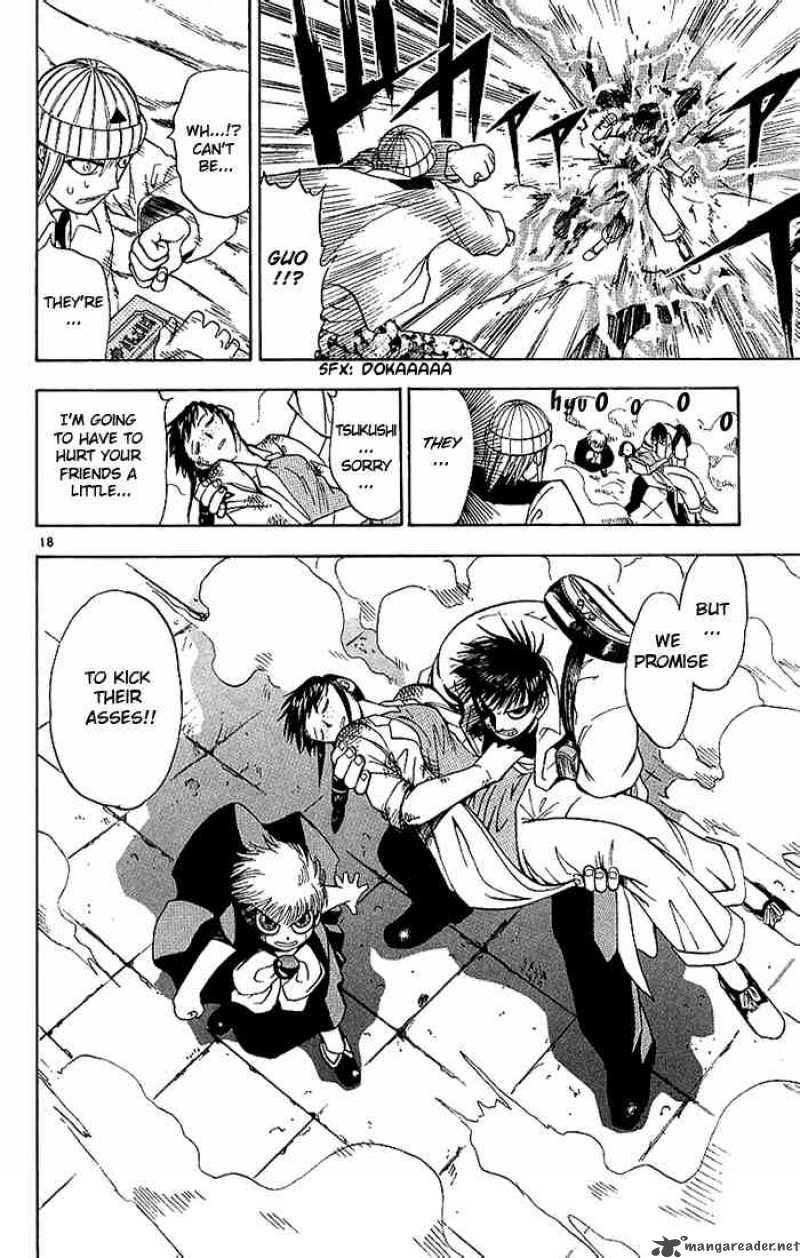 GUO
!!?
SFX: DOKAAAAA
WH...!?
CAN'T
BE...
THEY'RE
...
hyuo o o o o
THEY
...
TSUKUSHI
...
SORRY
...
I'M GOING
TO HAVE TO
HURT YOUR
FRIENDS A
LITTLE...
18
BUT
...
WE
PROMISE
TO KICK
THEIR
ASSES!!
mangareader.net